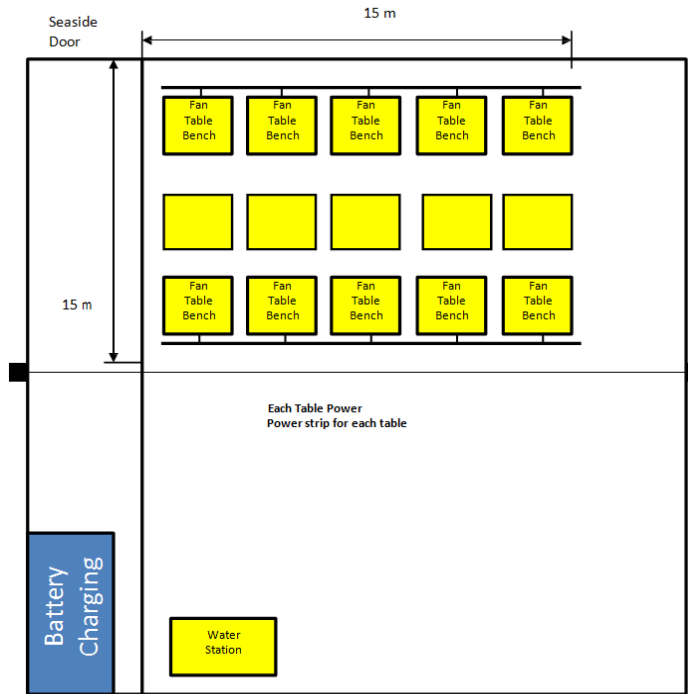 Seaside
Door
15 m
Fan
Table
Bench
Fan
Table
Bench
Fan
Table
Bench
Fan
Table
Bench
Fan
Table
Bench
15 m
Fan
Table
Bench
Fan
Table
Bench
Fan
Table
Bench
Fan
Table
Bench
Fan
Table
Bench
Each Table Power
Power strip for each table
Battery
Charging
Water
Station